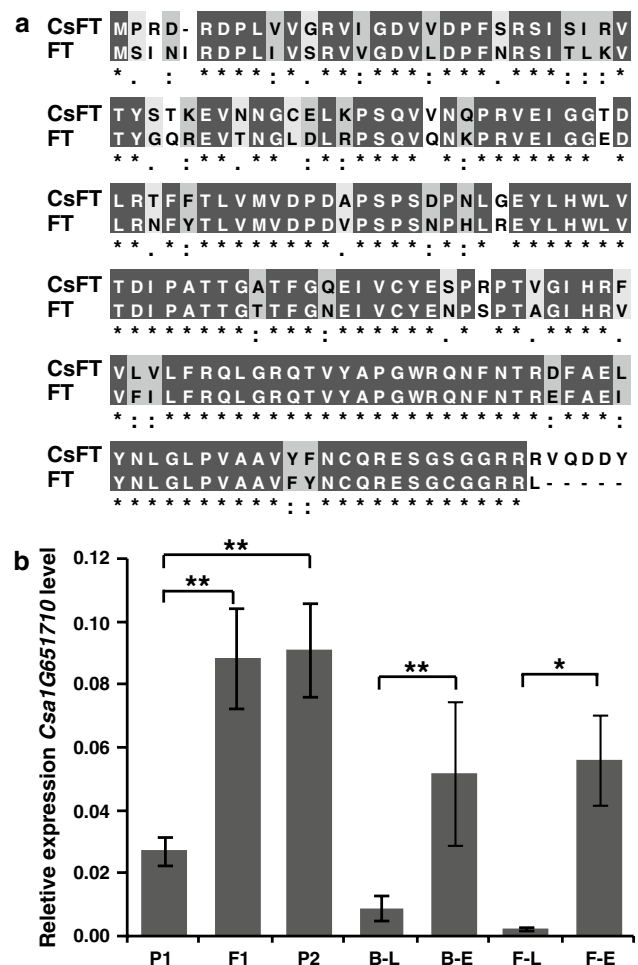 a
CsFT MPRD-RDPLVVGRVIGDVVDPFSRSISIRV
FT MSINIRDPLIVSRVVGDVLDPFNRSITLKV
*. : ****:*.**:***:***.***:::*
CsFT TYSTKEVNNGCELKPSQVVNQPRVEIGGTD
FT TYGQREVTNGLDLRPSQVQNKPRVEIGGED
**. :**.** :*:**** *:******* *
CsFT LRTFFTLVMVDPDAPSPSDPNLGEYLHWLV
FT LRNFYTLVMVDPDVPSPSNPHLREYLHWLV
**.*:********.****:*:* *******
CsFT TDIPATTGATFGQEIVCYESPRPTVGIHRF
FT TDIPATTGTTFGNEIVCYENPSPTAGIHRV
********:***:******.* **.****.
CsFT VLVLFRQLGRQTVYAPGWRQNFNTRDFAEL
FT VFILFRQLGRQTVYAPGWRQNFNTREFAEI
*::**********************:***:
CsFT YNLGLPVAAVYFNCQRESGSGGRRRVQDDY
FT YNLGLPVAAVFYNCQRESGCGGRRL-----
**********::************
b
Reletive expression Csa1G651710 level
0.12
0.10
0.08
0.06
0.04
0.02
0.00
**
**
**
*
P1 F1 P2 B-L B-E F-L F-E